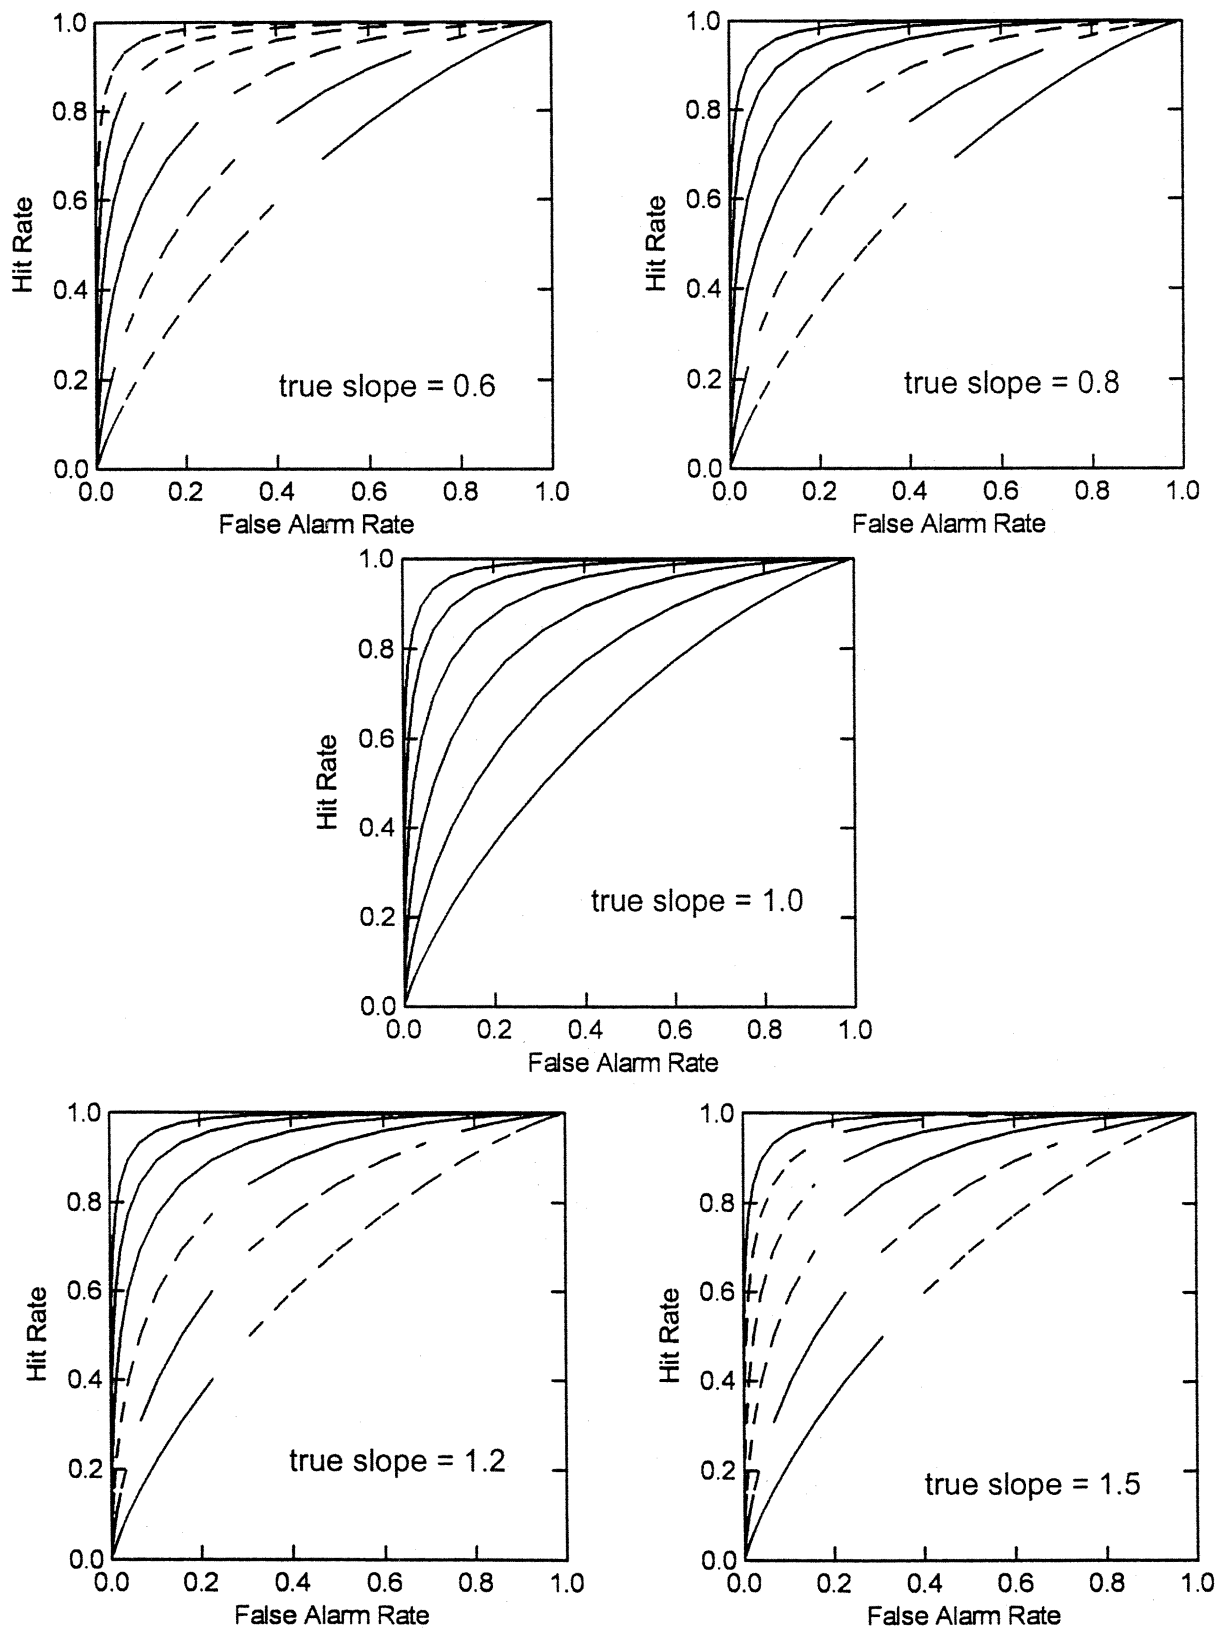 1.0
0.8
0.6
0.4
0.2
0.0
Hit Rate
true slope = 0.6
0.0 0.2 0.4 0.6 0.8 1.0
False Alarm Rate
1.0
0.8
0.6
0.4
0.2
0.0
Hit Rate
true slope = 0.8
0.0 0.2 0.4 0.6 0.8 1.0
False Alarm Rate
1.0
0.8
0.6
0.4
0.2
0.0
Hit Rate
true slope = 1.0
0.0 0.2 0.4 0.6 0.8 1.0
False Alarm Rate
1.0
0.8
0.6
0.4
0.2
0.0
Hit Rate
true slope = 1.2
0.0 0.2 0.4 0.6 0.8 1.0
False Alarm Rate
1.0
0.8
0.6
0.4
0.2
0.0
Hit Rate
true slope = 1.5
0.0 0.2 0.4 0.6 0.8 1.0
False Alarm Rate